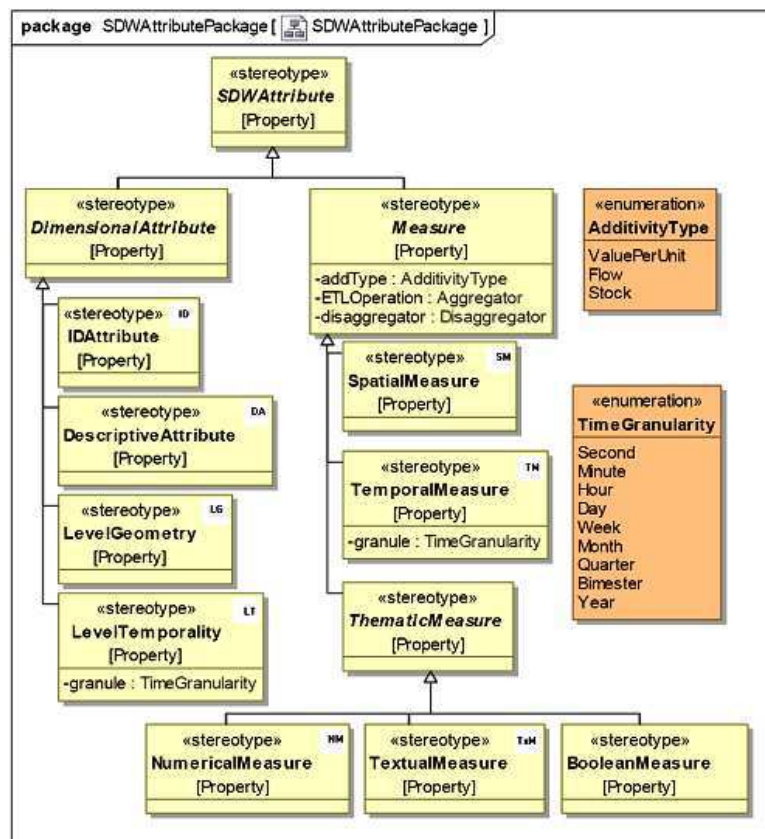 package SDWAttributePackage [ SDWAttributPackage ]
«stereotype»
SDWAttribute
[Property]
«stereotype»
DimensionalAttribute
[Property]
«stereotype»
Measure
[Property]
-addType : AdditivityType
-ETLOperation : Aggregator
-disaggregator : Disaggregator
«enumeration»
AdditivityType
ValuePerUnit
Flow
Stock
«stereotype» ID
IDAttribute
[Property]
«stereotype» DA
DescriptiveAttribute
[Property]
«stereotype» LG
LevelGeometry
[Property]
«stereotype» LT
LevelTemporality
[Property]
-granule : TimeGranularity
«stereotype» SM
SpatialMeasure
[Property]
«stereotype» TM
TemporalMeasure
[Property]
-granule : TimeGranularity
«stereotype»
ThematicMeasure
[Property]
«enumeration»
TimeGranularity
Second
Minute
Hour
Day
Week
Month
Quarter
Bimester
Year
«stereotype» NM
NumericalMeasure
[Property]
«stereotype» TxM
TextualMeasure
[Property]
«stereotype»
BooleanMeasure
[Property]